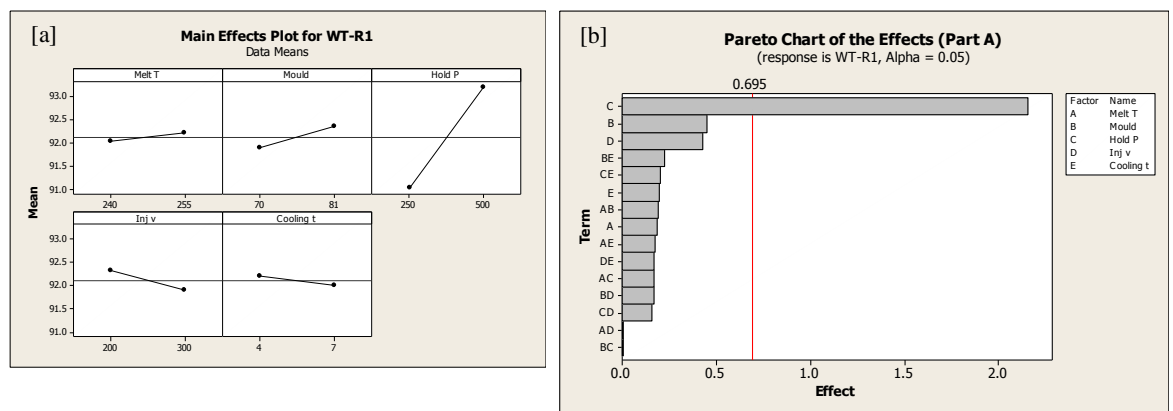 [a]
Main Effects Plot for WT-R1
Data Means
Melt T Mould Hold P
93.0
92.5
92.0
91.5
91.0
240 255 70 81 250 500
Inj v Cooling t
93.0
92.5
92.0
91.5
91.0
200 300 4 7
Mean
[b]
Pareto Chart of the Effects (Part A)
(response is WT-R1, Alpha = 0.05)
0.695
Term
C
B
D
BE
CE
E
AB
A
AE
DE
AC
BD
CD
AD
BC
0.0 0.5 1.0 1.5 2.0
Effect
Factor Name
A Melt T
B Mould
C Hold P
D Inj v
E Cooling t